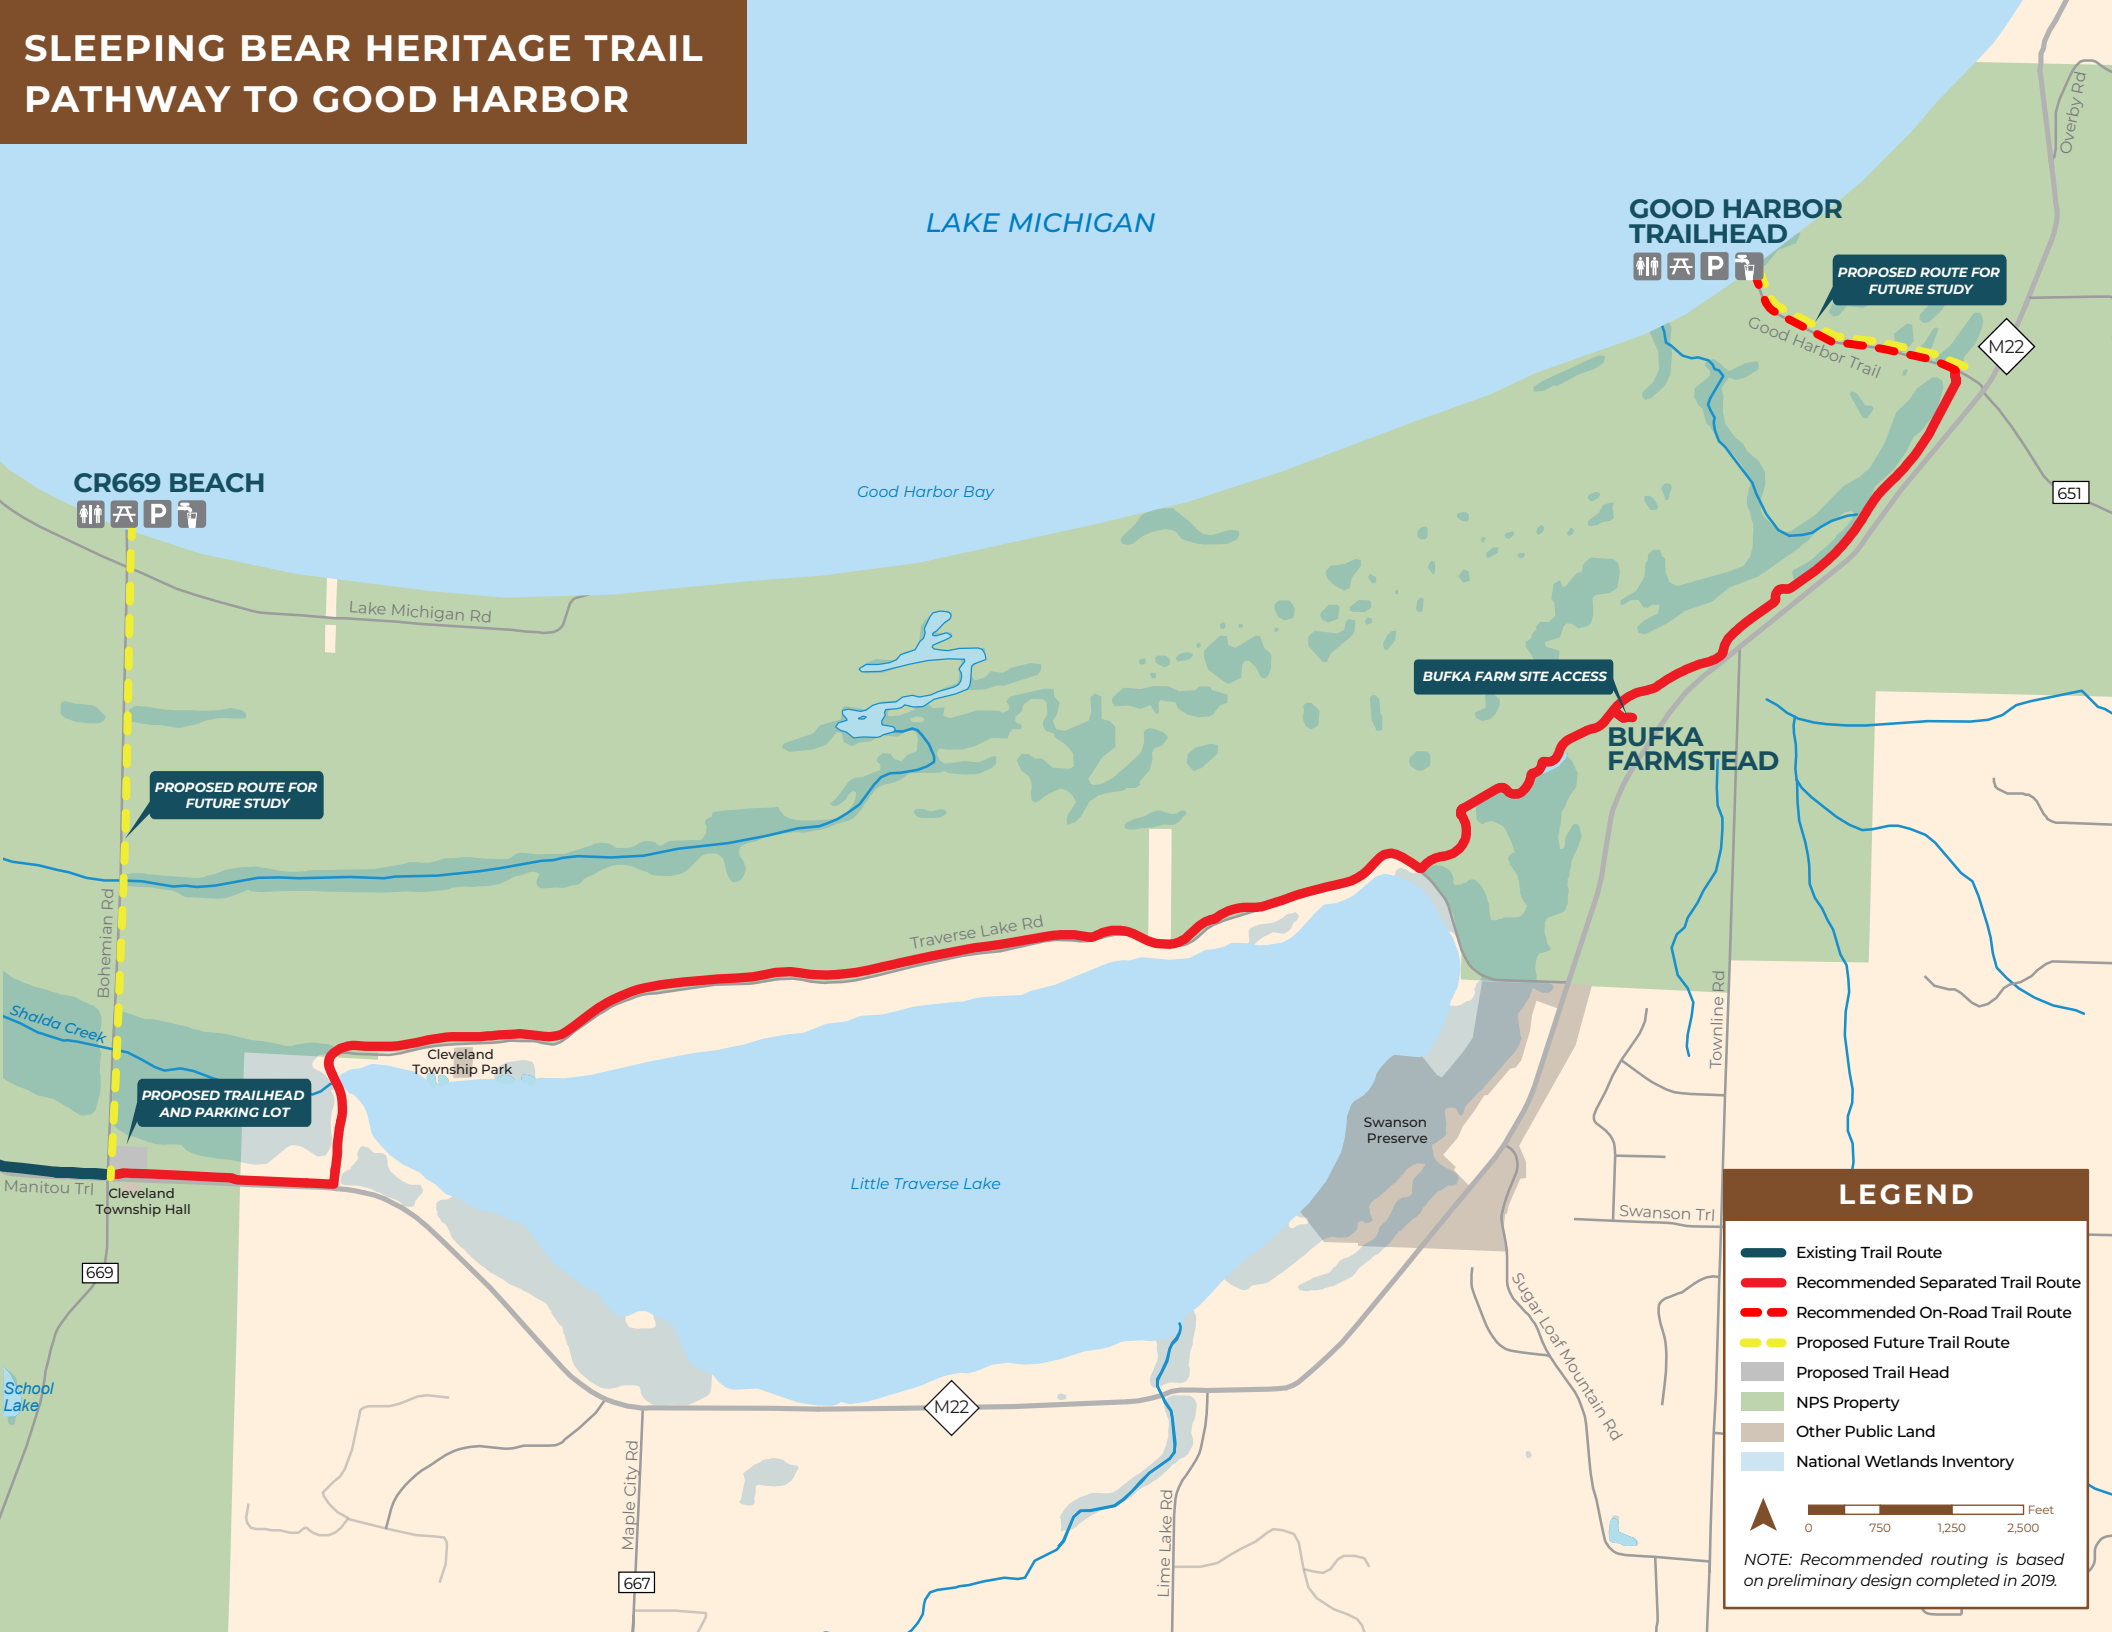 SLEEPING BEAR HERITAGE TRAIL
PATHWAY TO GOOD HARBOR
Overby Rd
LAKE MICHIGAN
GOOD HARBOR
TRAILHEAD
P
PROPOSED ROUTE FOR
FUTURE STUDY
Good Harbor Trail
M22
651
CR669 BEACH
P
Good Harbor Bay
Lake Michigan Rd
BUFKA FARM SITE ACCESS
BUFKA
FARMSTEAD
PROPOSED ROUTE FOR
FUTURE STUDY
Bohemian Rd
Traverse Lake Rd
Shalda Creek
Townline Rd
Cleveland
Township Park
PROPOSED TRAILHEAD
AND PARKING LOT
Swanson
Preserve
Manitou Trl
Cleveland
Township Hall
Little Traverse Lake
Swanson Trl
669
Sugar Loaf Mountain Rd
School
Lake
M22
Maple City Rd
667
Lime Lake Rd
LEGEND
Existing Trail Route
Recommended Separated Trail Route
Recommended On-Road Trail Route
Proposed Future Trail Route
Proposed Trail Head
NPS Property
Other Public Land
National Wetlands Inventory
Feet
0 750 1,250 2,500
NOTE: Recommended routing is based
on preliminary design completed in 2019.